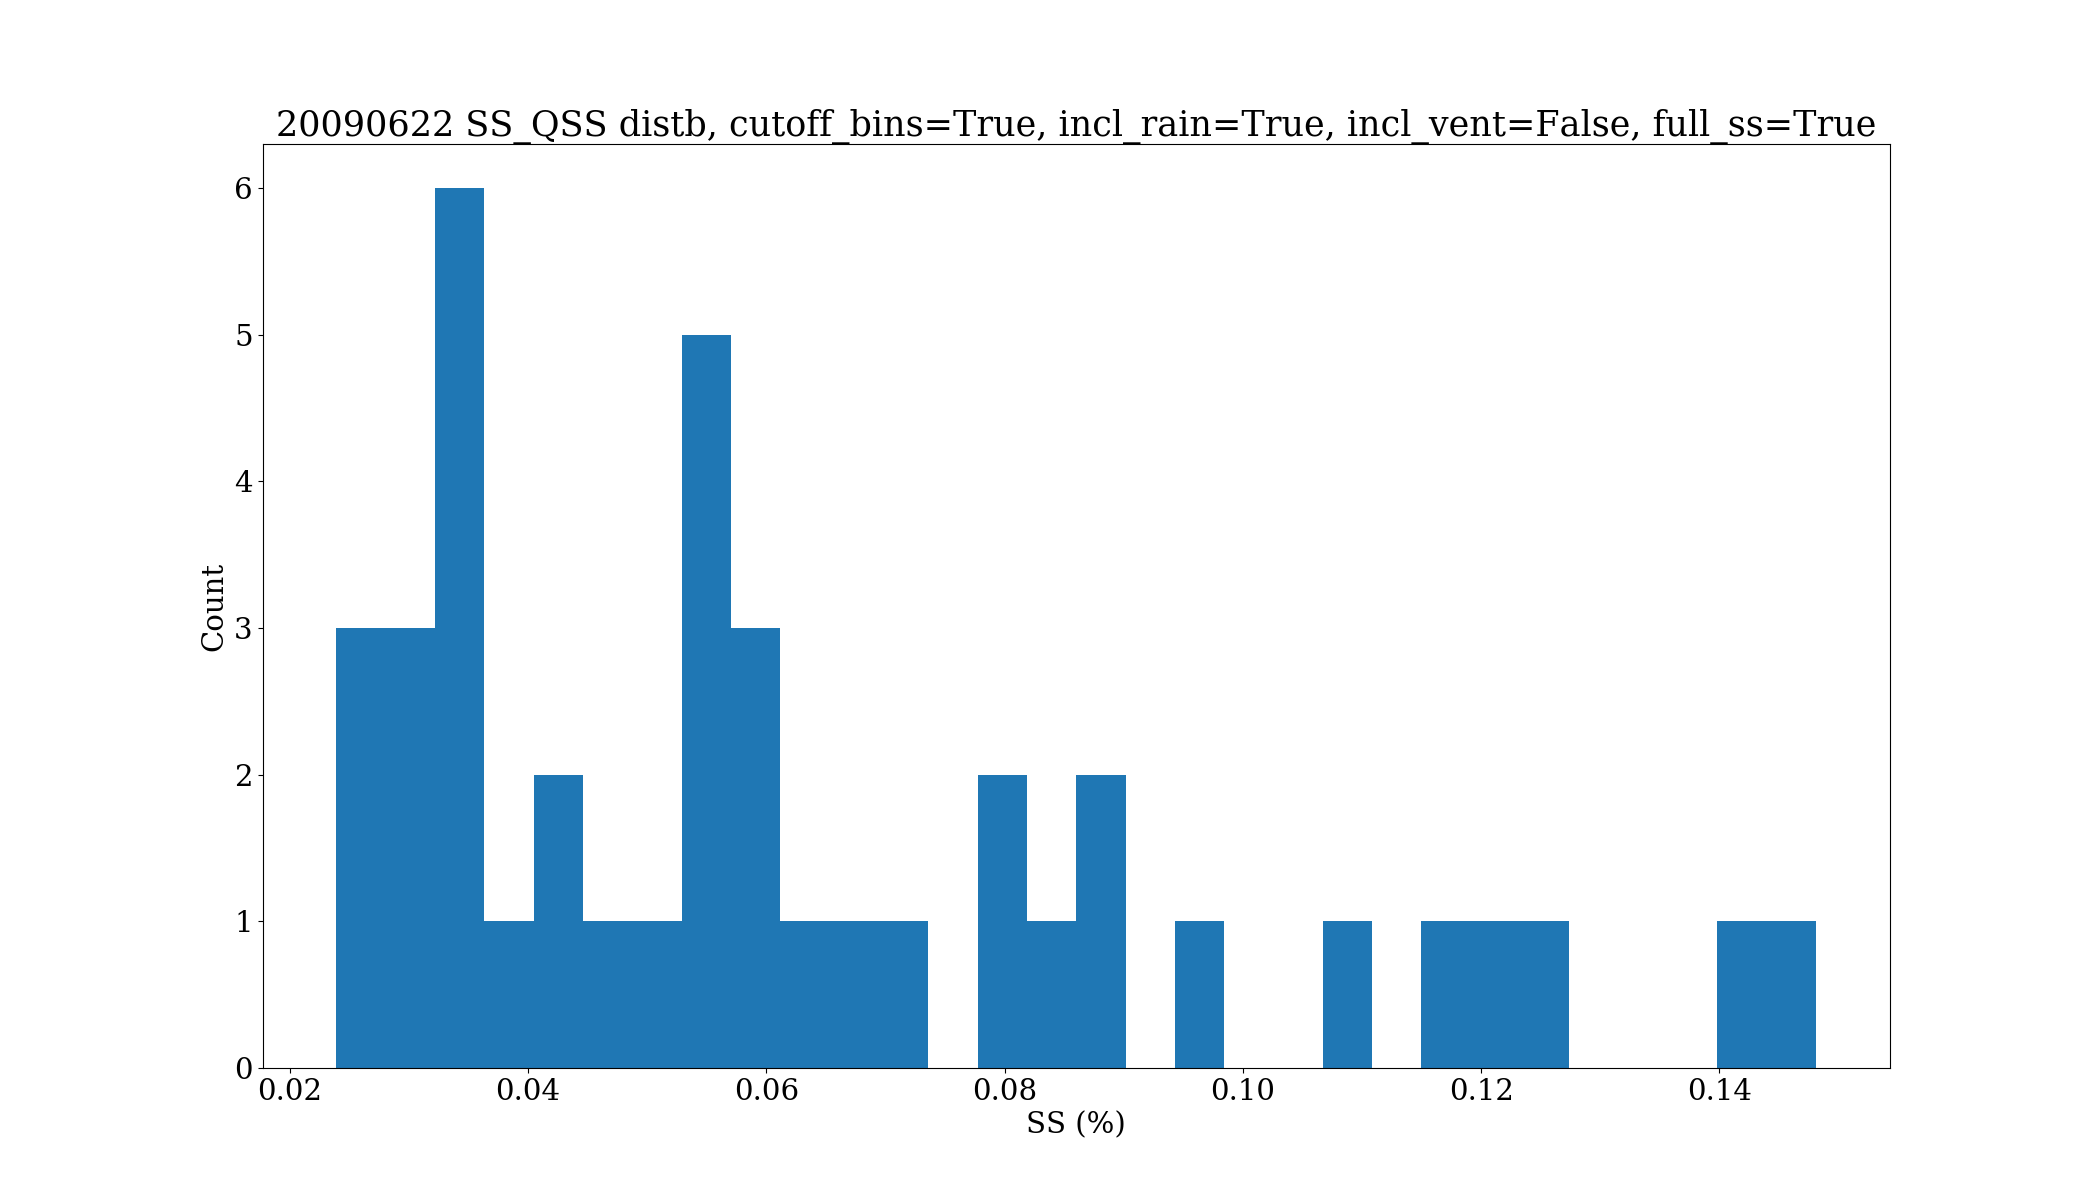 20090622 SS_QSS distb, cutoff_bins=True, incl_rain=True, incl_vent=False, full_ss=True
6
5
4
3
2
1
0
Count
0.02 0.04 0.06 0.08 0.10 0.12 0.14
SS (%)